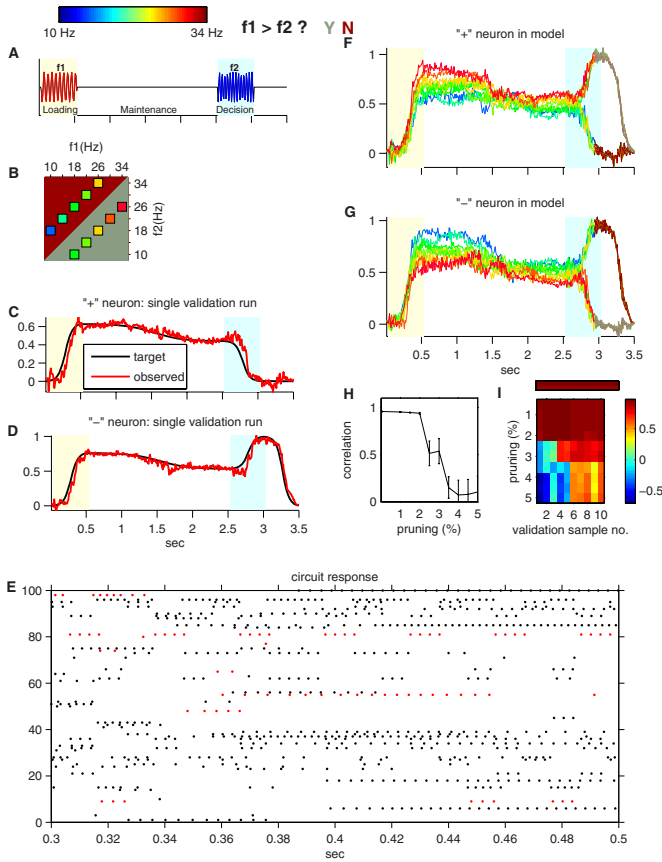 10 Hz
34 Hz
f1 > f2 ? Y N
A
f1
f2
Loading
Maintenance
Decision
B
f1(Hz)
10 18 26 34
34
26
18
10
f2(Hz)
C
"+" neuron: single validation run
0.6
0.4
0.2
0
target
observed
D
"–" neuron: single validation run
1
0.5
0
0.5 1 1.5 2 2.5 3 3.5
sec
F
"+" neuron in model
1
0.5
0
G
"–" neuron in model
1
0.5
0
0.5 1 1.5 2 2.5 3 3.5
sec
H
correlation
1
0.5
0
1 2 3 4 5
pruning (%)
I
pruning (%)
1
2
3
4
5
2 4 6 8 10
validation sample no.
0.5
0
−0.5
E
circuit response
100
80
60
40
20
0
0.3 0.32 0.34 0.36 0.38 0.4 0.42 0.44 0.46 0.48 0.5
sec